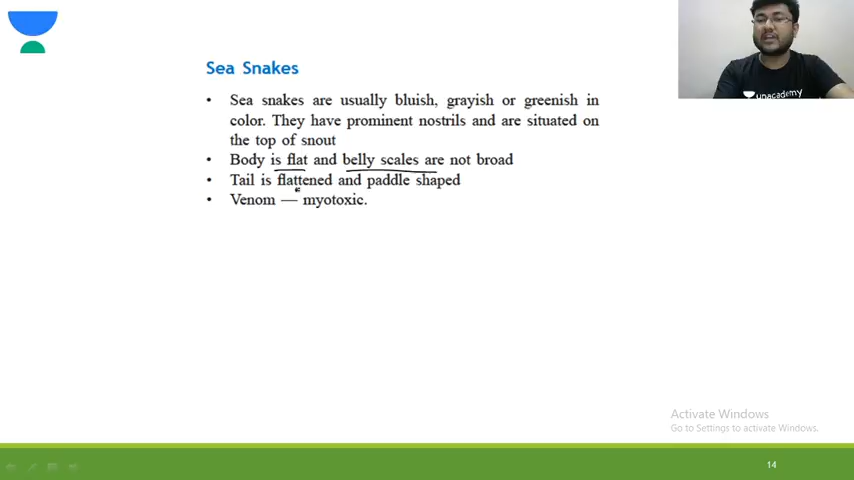 Sea Snakes
• Sea snakes are usually bluish, grayish or greenish in
color. They have prominent nostrils and are situated on
the top of snout
• Body is flat and belly scales are not broad
• Tail is flattened and paddle shaped
• Venom — myotoxic.
unacademy
Activate Windows
Go to Settings to activate Windows.
14